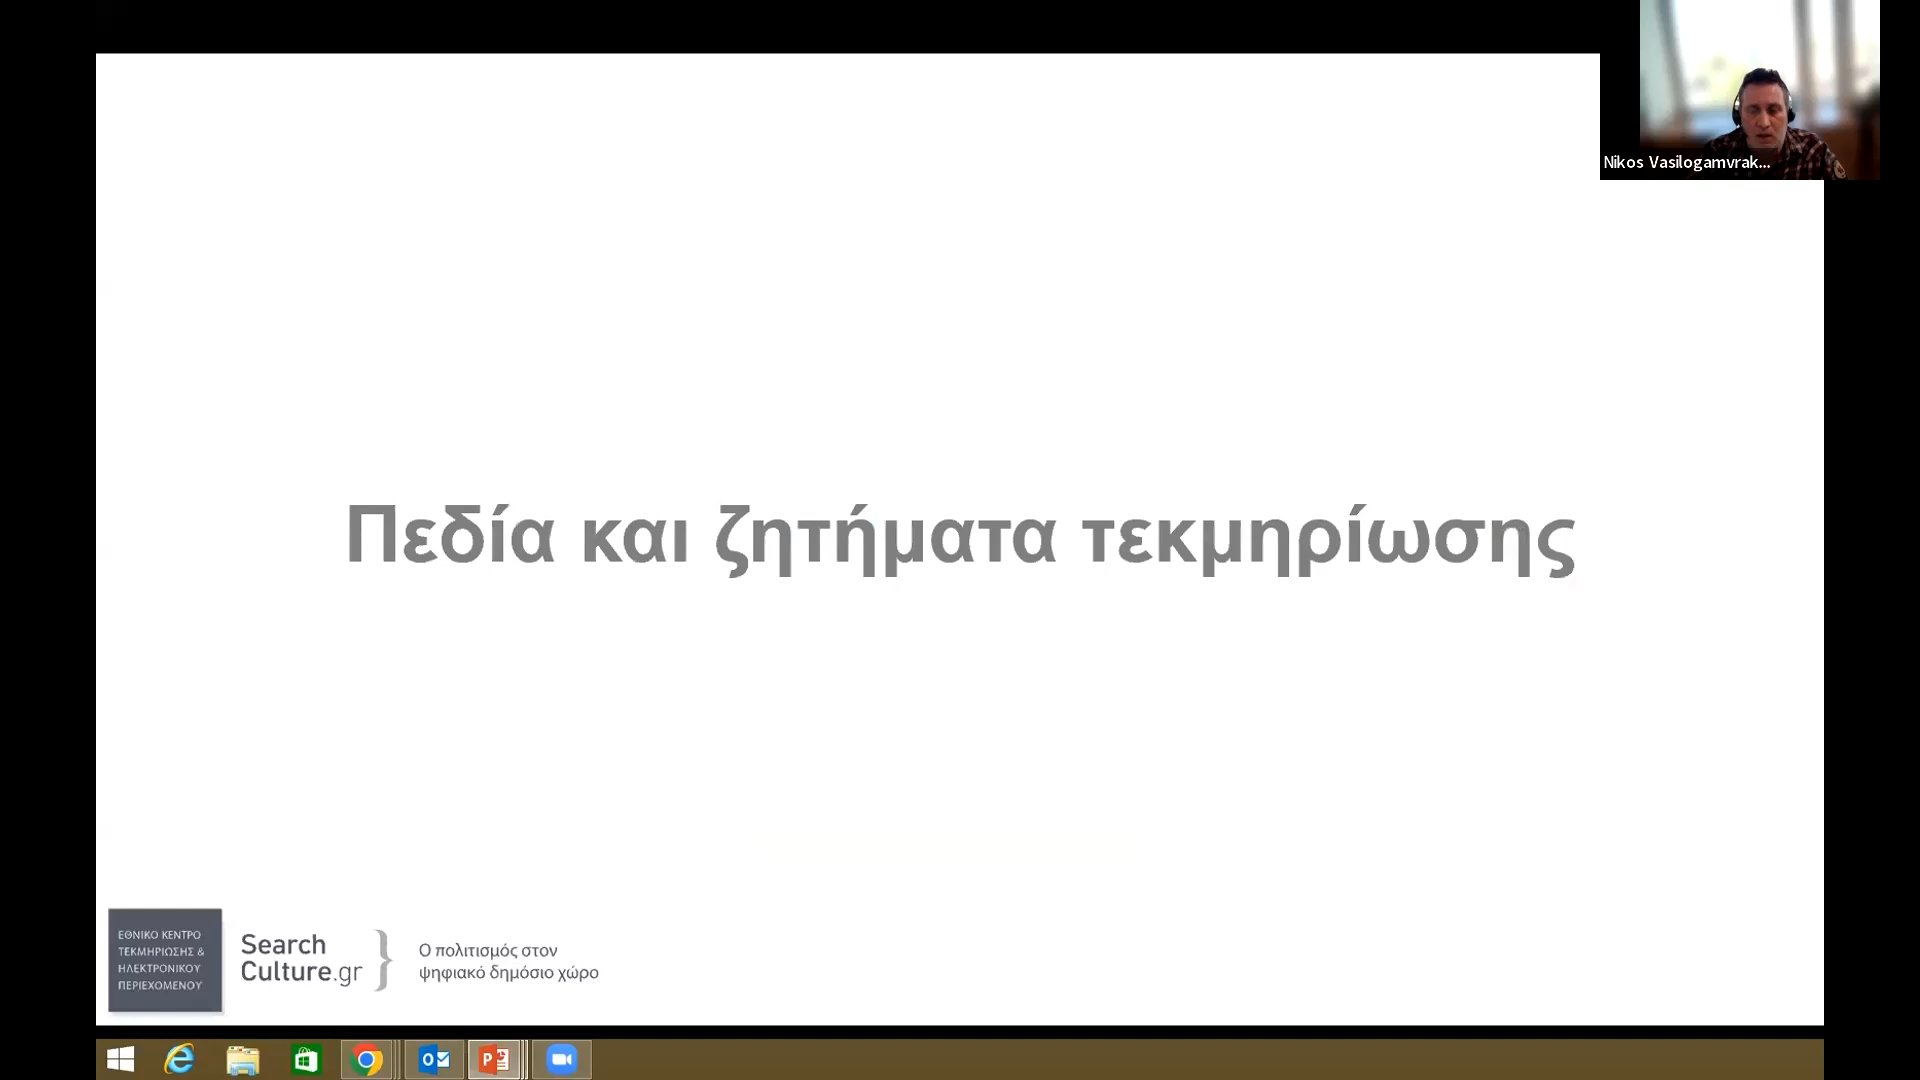 Nikos Vasilogamvrak...
Πεδία και ζητήματα τεκμηρίωσης
ΕΘΝΙΚΟ ΚΕΝΤΡΟ
ΤΕΚΜΗΡΙΩΣΗΣ &
ΗΛΕΚΤΡΟΝΙΚΟΥ
ΠΕΡΙΕΧΟΜΕΝΟΥ
Search
Culture.gr
Ο πολιτισμός στον
ψηφιακό δημόσιο χώρο